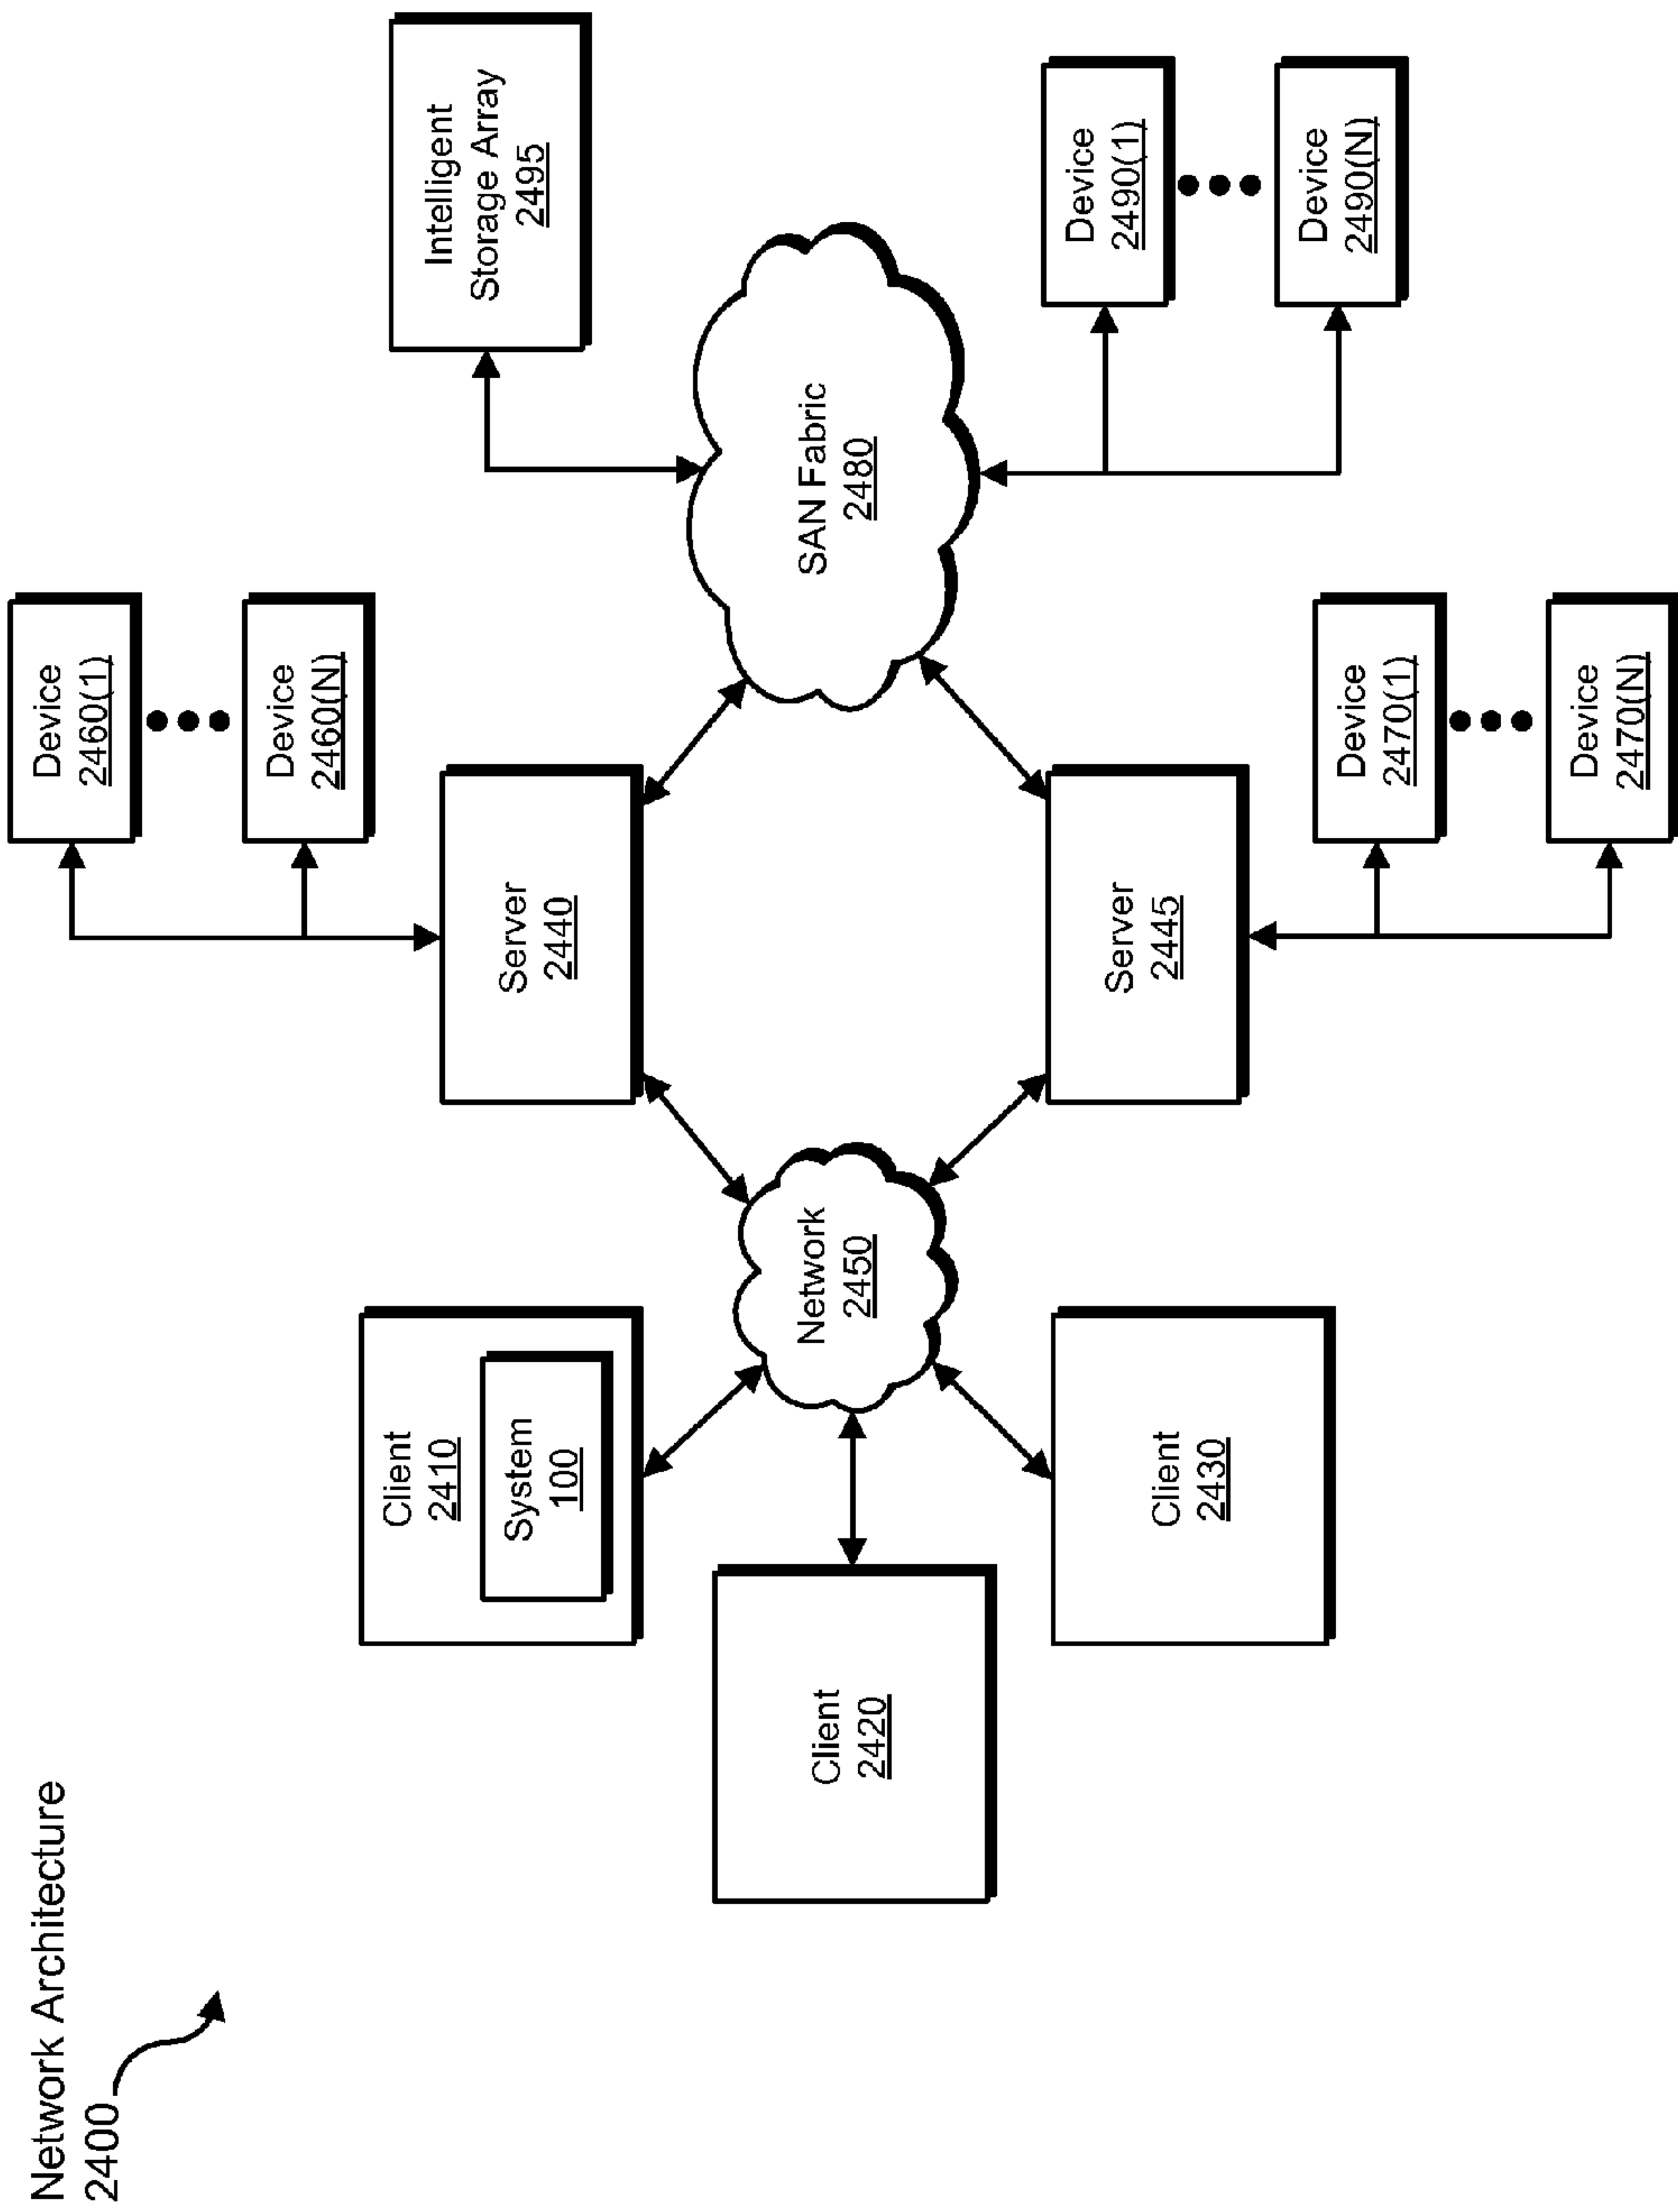 Network Architecture
2400
Client
2410
System
100
Client
2420
Client
2430
Network
2450
Server
2440
Server
2445
Device
2460(1)
Device
2460(N)
Device
2470(1)
Device
2470(N)
SAN Fabric
2480
Intelligent
Storage Array
2495
Device
2490(1)
Device
2490(N)